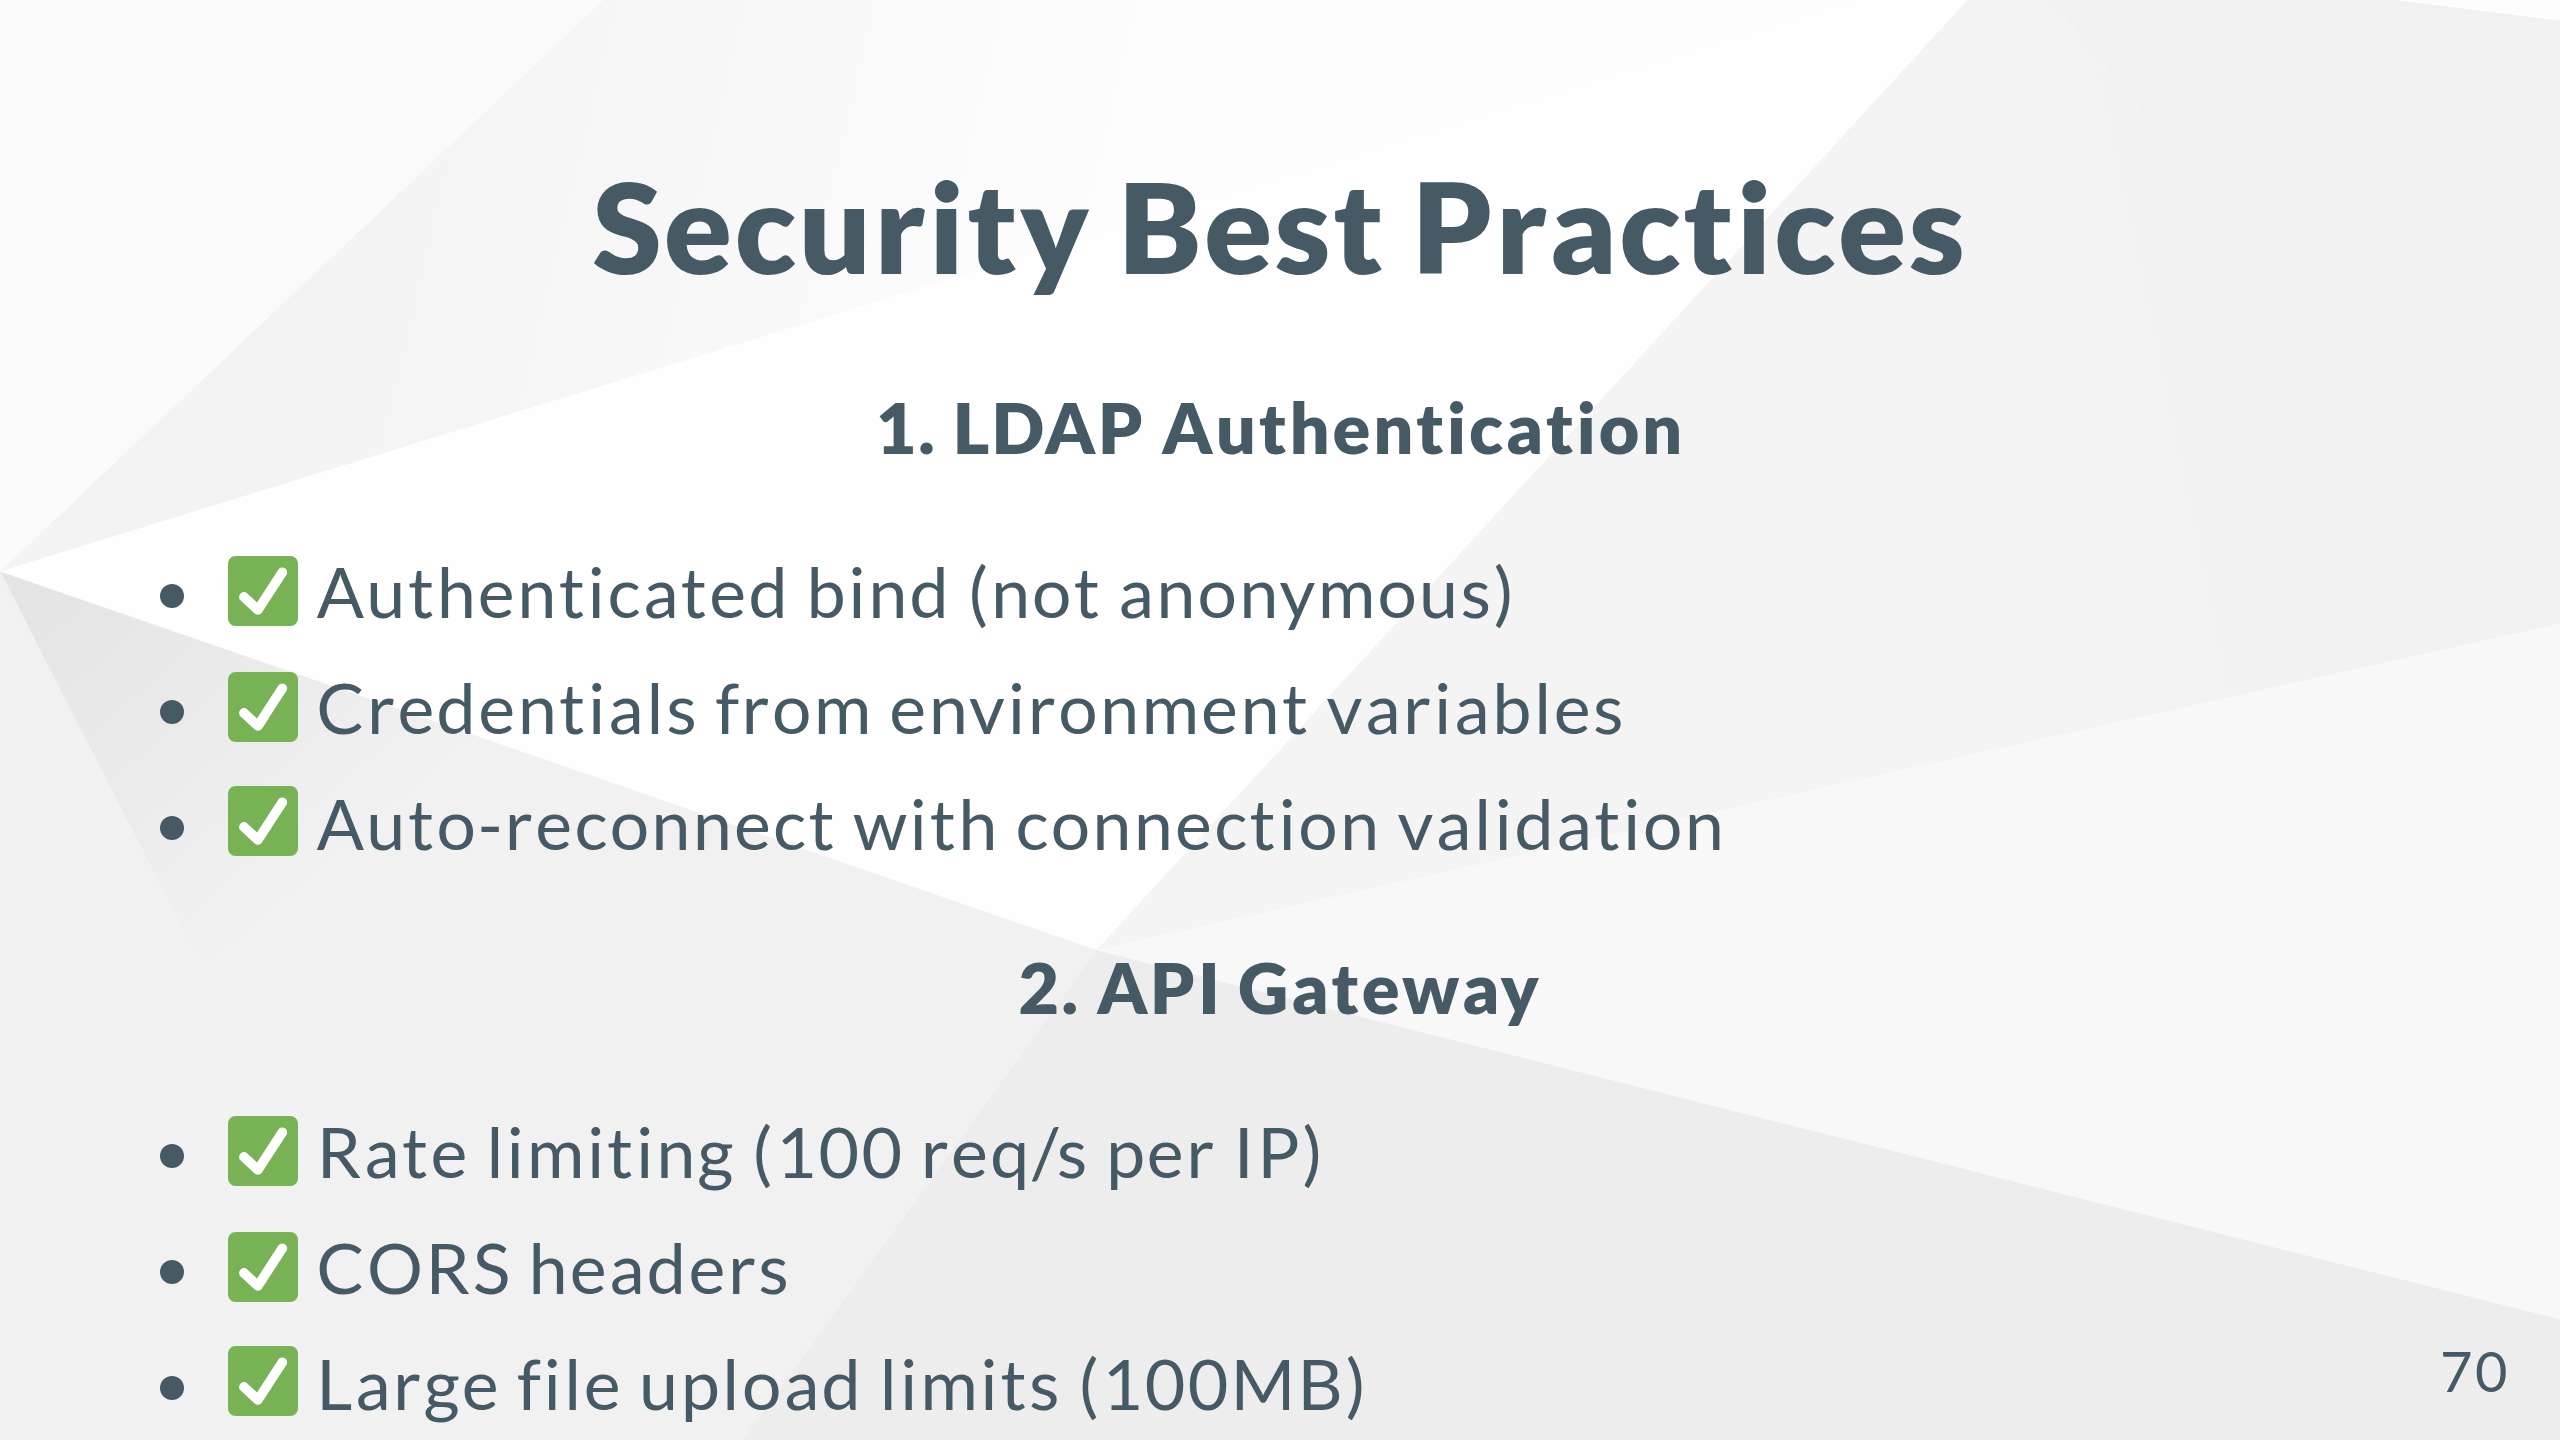 Security Best Practices
1. LDAP Authentication
• ✅ Authenticated bind (not anonymous)
• ✅ Credentials from environment variables
• ✅ Auto-reconnect with connection validation
2. API Gateway
• ✅ Rate limiting (100 req/s per IP)
• ✅ CORS headers
• ✅ Large file upload limits (100MB)
70